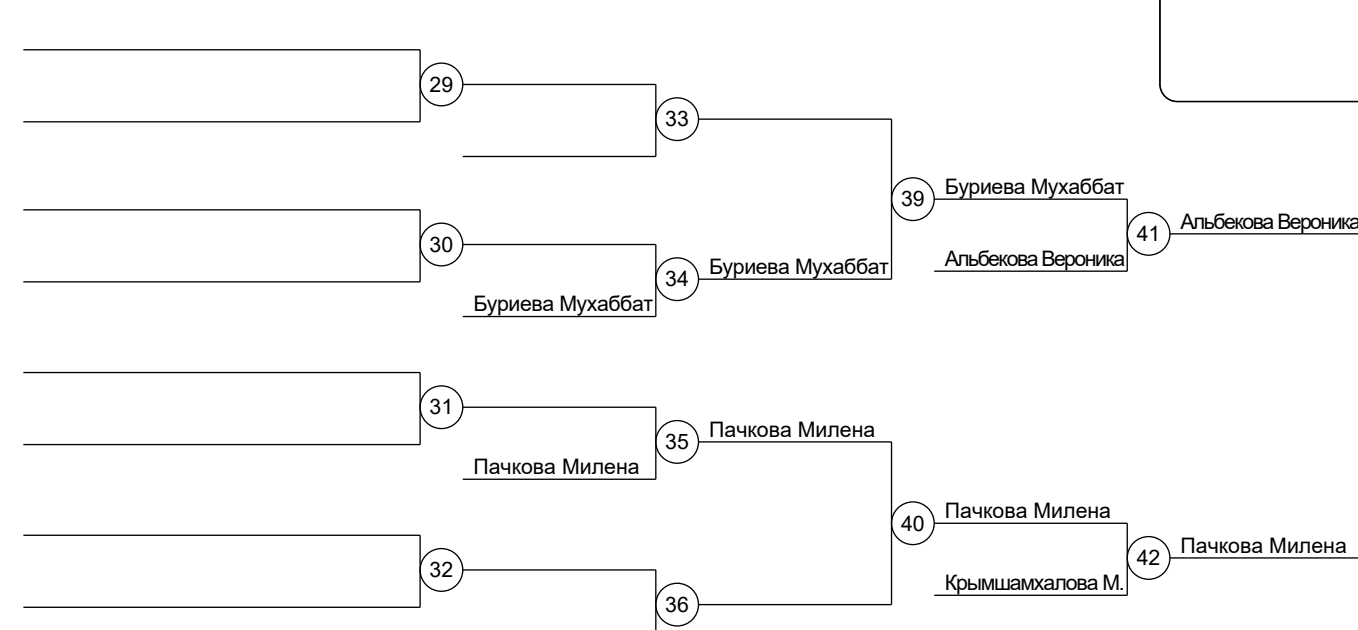 29
33
Буриева Мухаббат
39
Альбекова Вероника
41
30
Альбекова Вероника
Буриева Мухаббат
34
Буриева Мухаббат
31
Пачкова Милена
35
Пачкова Милена
Пачкова Милена
40
Пачкова Милена
42
32
Крымшамхалова М.
36